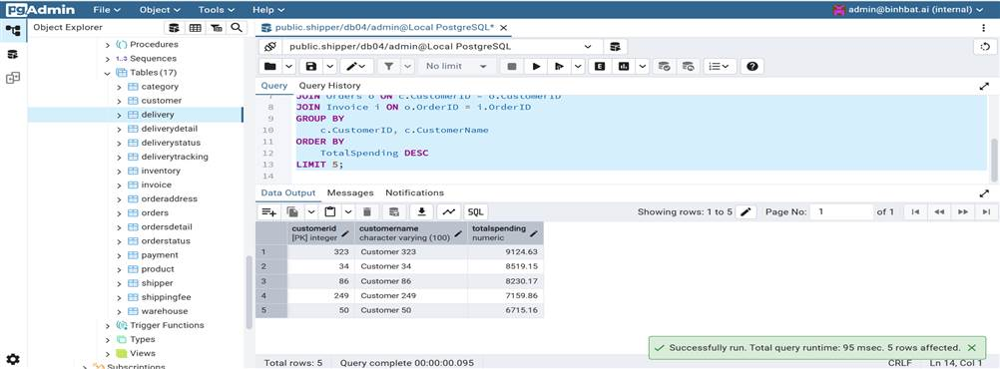 pgAdmin File Object Tools Help admin@binhbat.ai (internal)
Object Explorer
public.shipper/db04/admin@Local PostgreSQL*
Procedures
1..3 Sequences
Tables (17)
category
customer
delivery
deliverydetail
deliverystatus
deliverytracking
inventory
invoice
orderaddress
orders
ordersdetail
orderstatus
payment
product
shipper
shippingfee
warehouse
Trigger Functions
Types
Views
Subscriptions
public.shipper/db04/admin@Local PostgreSQL
No limit
E
Query Query History
7 JOIN Orders o ON c.CustomerID = o.CustomerID
8 JOIN Invoice i ON o.OrderID = i.OrderID
9 GROUP BY
10 c.CustomerID, c.CustomerName
11 ORDER BY
12 TotalSpending DESC
13 LIMIT 5;
14
Data Output Messages Notifications
SQL Showing rows: 1 to 5 Page No: 1 of 1
customerid customername totalspending
[PK] integer character varying (100) numeric
1 323 Customer 323 9124.63
2 34 Customer 34 8519.15
3 86 Customer 86 8230.17
4 249 Customer 249 7159.86
5 50 Customer 50 6715.16
Successfully run. Total query runtime: 95 msec. 5 rows affected.
Total rows: 5 Query complete 00:00:00.095 CRLF Ln 14, Col 1